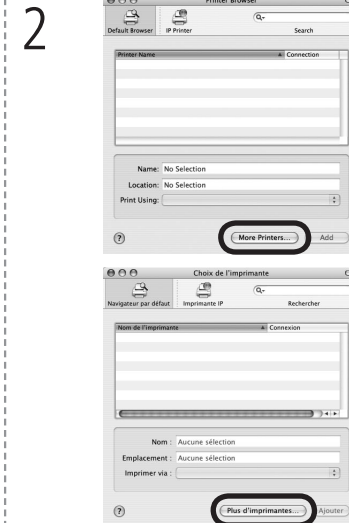 2
Printer Browser
Default Browser IP Printer Search
Printer Name Connection
Name: No Selection
Location: No Selection
Print Using:
? More Printers... Add
Choix de l'imprimante
Navigateur par défaut Imprimante IP Rechercher
Nom de l'imprimante Connexion
Nom : Aucune sélection
Emplacement : Aucune sélection
Imprimer via :
? Plus d'imprimantes... Ajouter